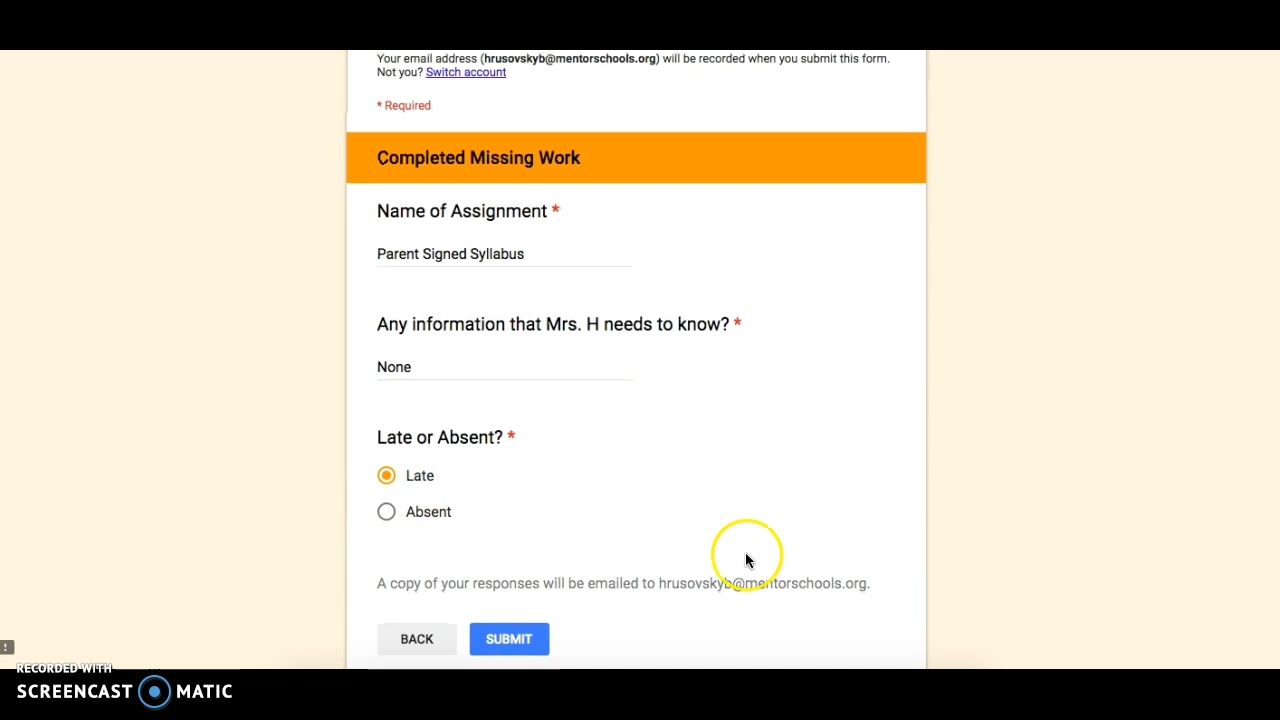 Your email address (hrusovskyb@mentorschools.org) will be recorded when you submit this form.
Not you? Switch account
* Required
Completed Missing Work
Name of Assignment *
Parent Signed Syllabus
Any information that Mrs. H needs to know? *
None
Late or Absent? *
Late
Absent
A copy of your responses will be emailed to hrusovskyb@mentorschools.org.
BACK SUBMIT
!
RECORDED WITH
SCREENCAST MATIC